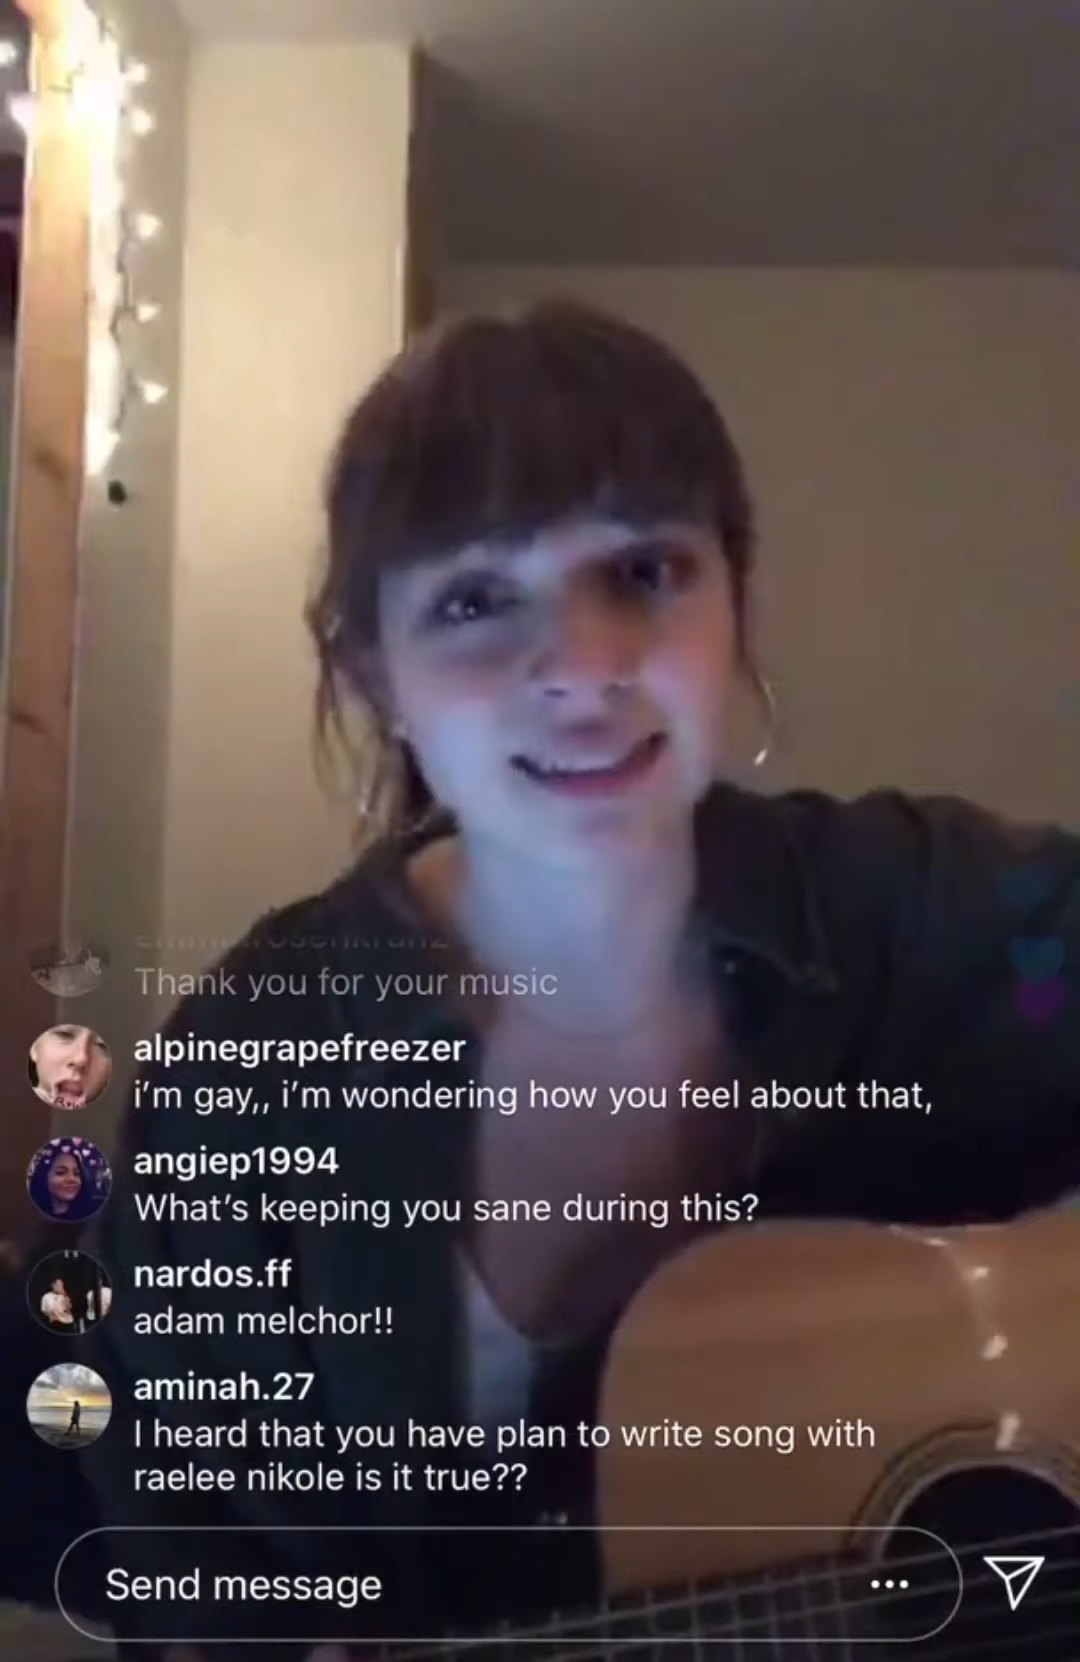 Thank you for your music
alpinegrapefreezer
i'm gay,, i'm wondering how you feel about that,
angiep1994
What's keeping you sane during this?
nardos.ff
adam melchor!!
aminah.27
I heard that you have plan to write song with
raelee nikole is it true??
Send message